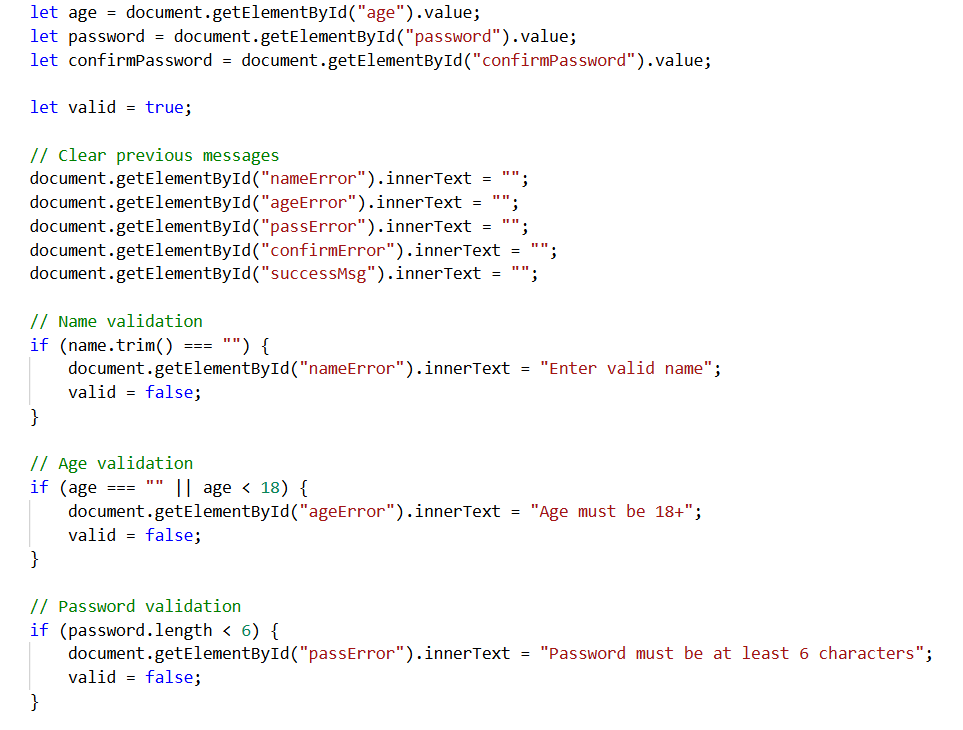 let age = document.getElementById("age").value;
let password = document.getElementById("password").value;
let confirmPassword = document.getElementById("confirmPassword").value;

let valid = true;

// Clear previous messages
document.getElementById("nameError").innerText = "";
document.getElementById("ageError").innerText = "";
document.getElementById("passError").innerText = "";
document.getElementById("confirmError").innerText = "";
document.getElementById("successMsg").innerText = "";

// Name validation
if (name.trim() === "") {
    document.getElementById("nameError").innerText = "Enter valid name";
    valid = false;
}

// Age validation
if (age === "" || age < 18) {
    document.getElementById("ageError").innerText = "Age must be 18+";
    valid = false;
}

// Password validation
if (password.length < 6) {
    document.getElementById("passError").innerText = "Password must be at least 6 characters";
    valid = false;
}